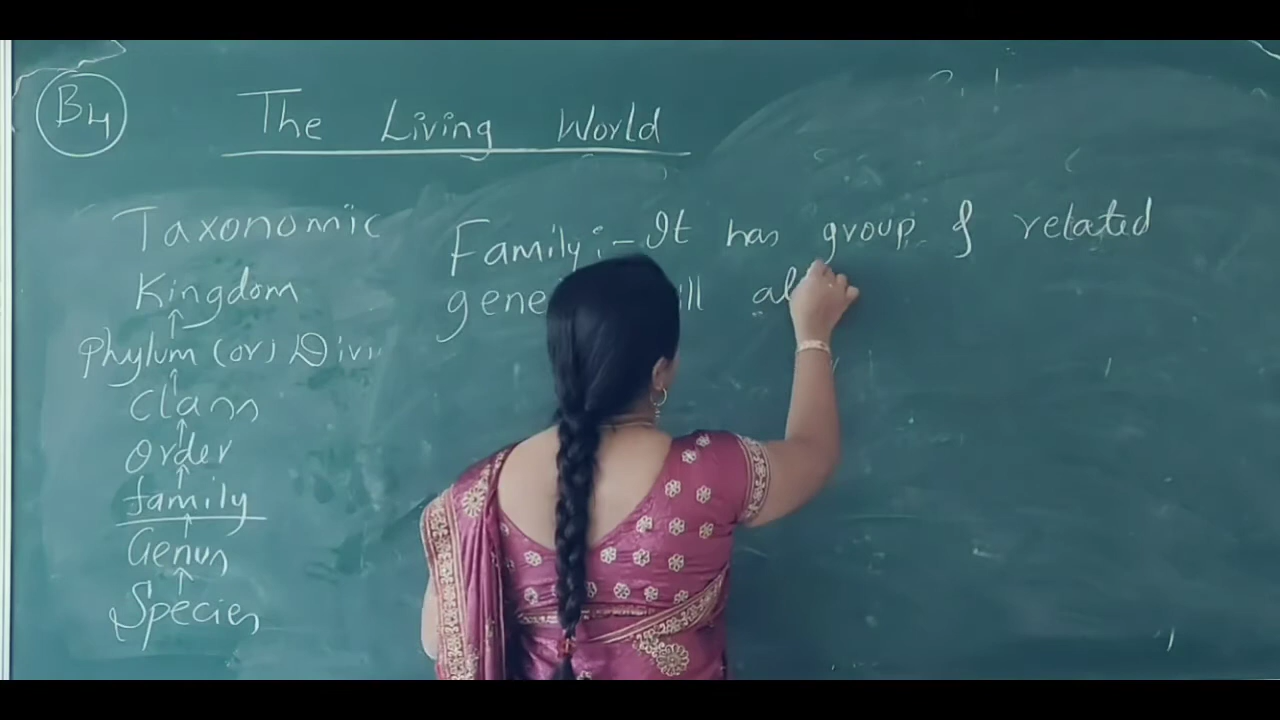 B4
The Living World
Taxonomic
Kingdom
Phylum (or) Divi
Class
Order
family
Genus
Species
Family :- It has group of related
gene ill al